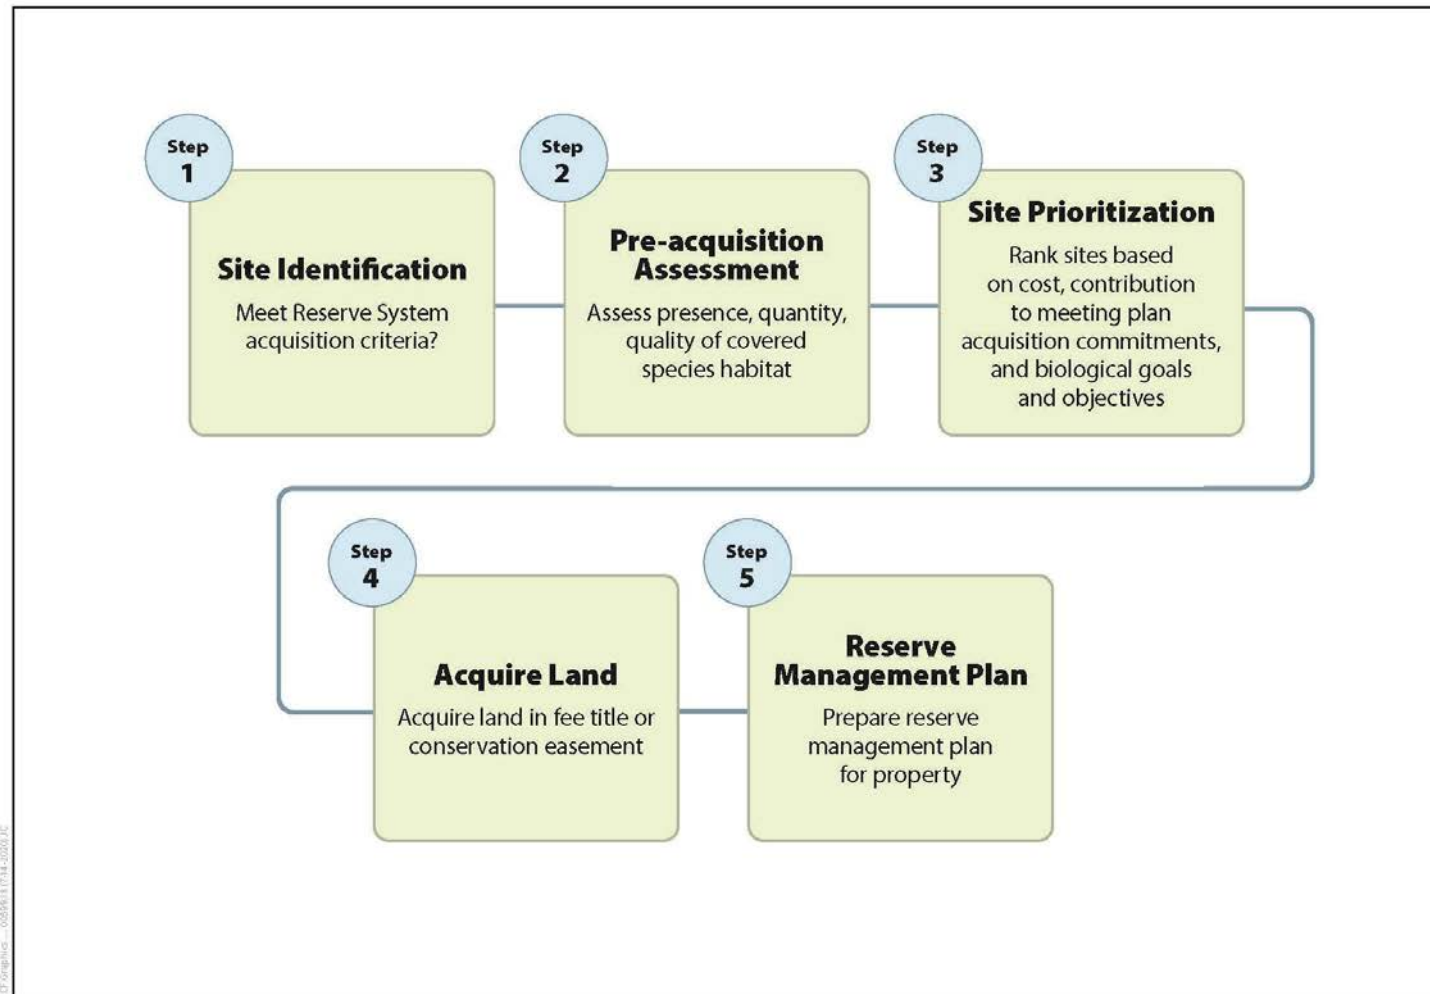 Step
1
Site Identification
Meet Reserve System
acquisition criteria?
Step
2
Pre-acquisition
Assessment
Assess presence, quantity,
quality of covered
species habitat
Step
3
Site Prioritization
Rank sites based
on cost, contribution
to meeting plan
acquisition commitments,
and biological goals
and objectives
Step
4
Acquire Land
Acquire land in fee title or
conservation easement
Step
5
Reserve
Management Plan
Prepare reserve
management plan
for property